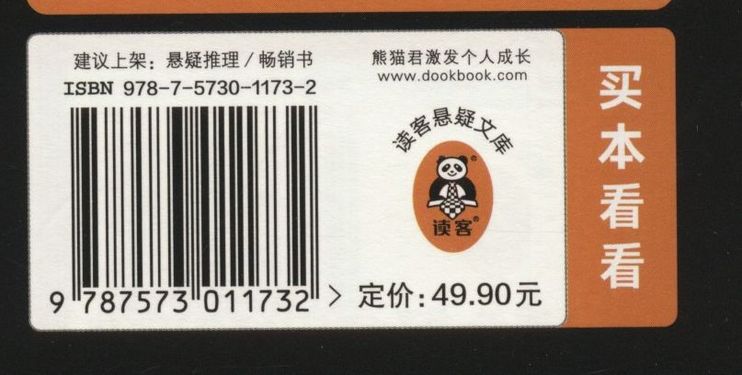 建议上架：悬疑推理/畅销书
ISBN 978-7-5730-1173-2
9 787573 011732 >
熊猫君激发个人成长
www.dookbook.com
读客悬疑文库
读客®
定价：49.90元
买本看看